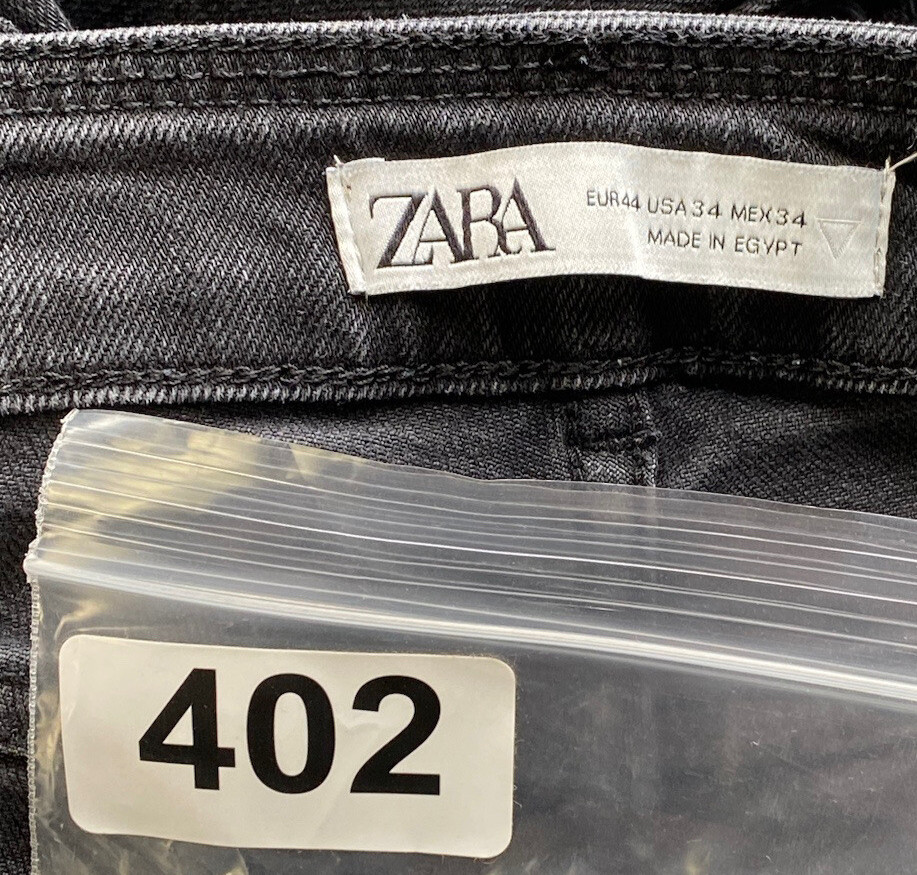 ZARA
EUR44 USA34 MEX34
MADE IN EGYPT
402